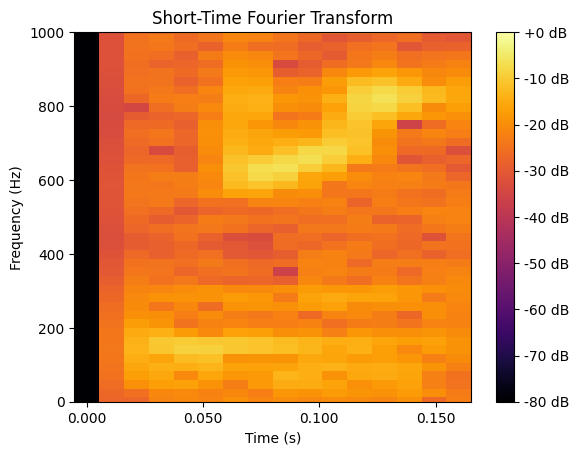 Short-Time Fourier Transform
1000
800
600
400
200
0
Frequency (Hz)
0.000
0.050
0.100
0.150
Time (s)
+0 dB
-10 dB
-20 dB
-30 dB
-40 dB
-50 dB
-60 dB
-70 dB
-80 dB